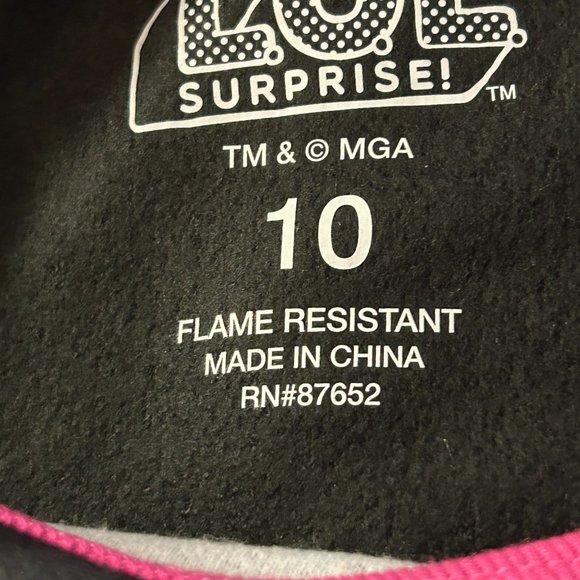 L.O.L.
SURPRISE!
TM
TM & © MGA
10
FLAME RESISTANT
MADE IN CHINA
RN#87652